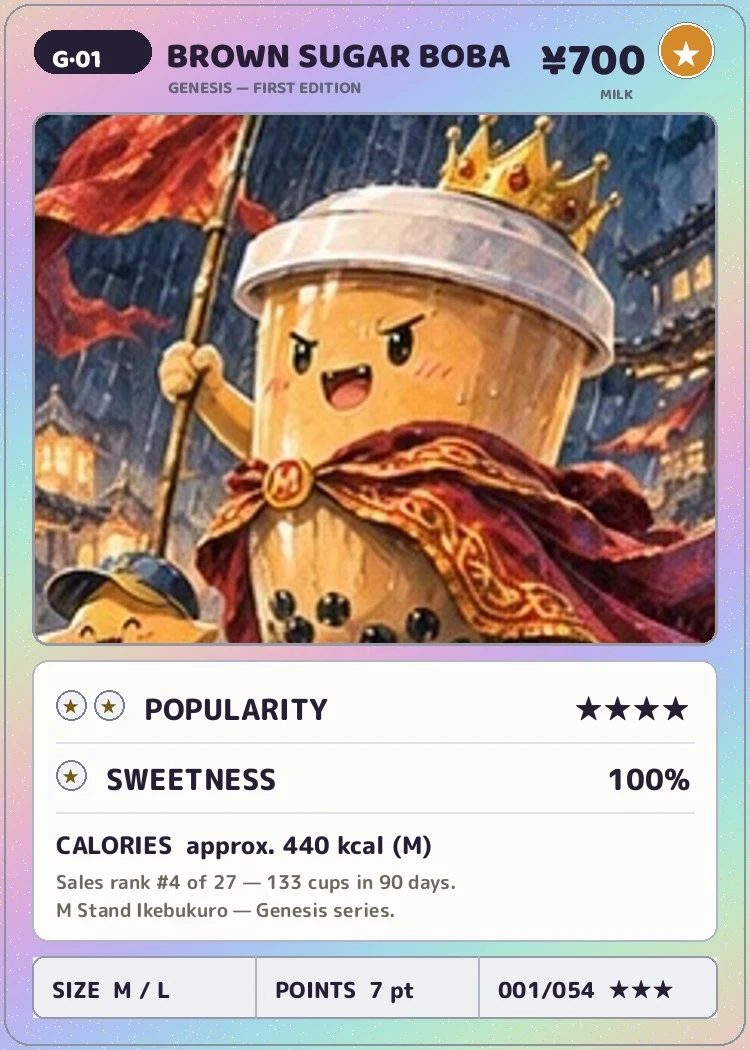 G·01 BROWN SUGAR BOBA ¥700 ★
GENESIS — FIRST EDITION
MILK
M
★ ★ POPULARITY ★★★★
★ SWEETNESS 100%
CALORIES approx. 440 kcal (M)
Sales rank #4 of 27 — 133 cups in 90 days.
M Stand Ikebukuro — Genesis series.
SIZE M / L POINTS 7 pt 001/054 ★★★